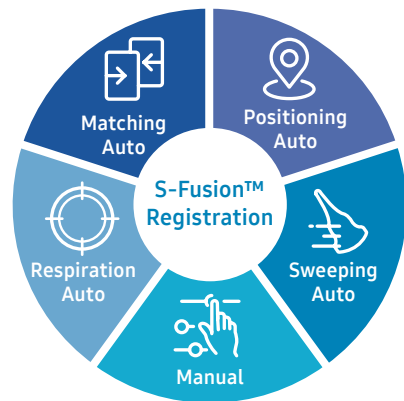 Matching
Auto
Positioning
Auto
S-Fusion™
Registration
Respiration
Auto
Sweeping
Auto
Manual